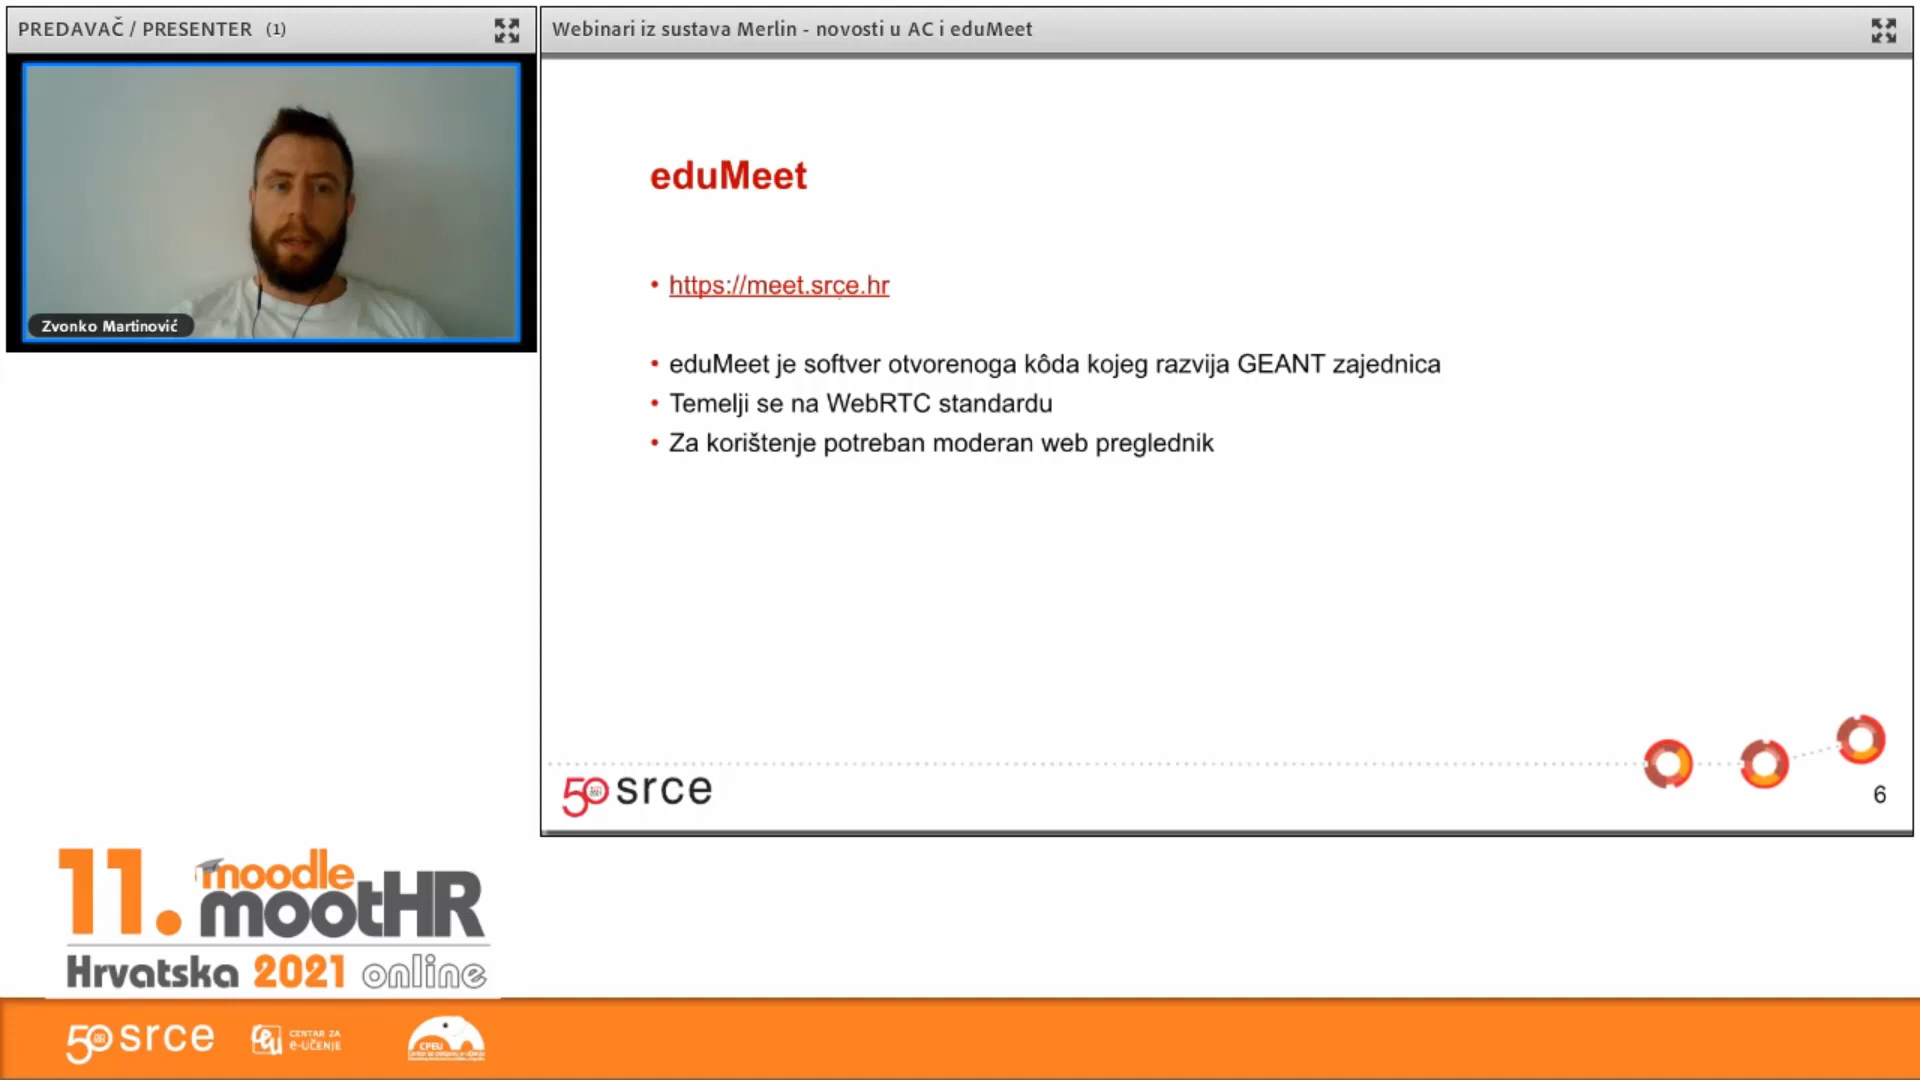 PREDAVAČ / PRESENTER (1)
Zvonko Martinović
Webinari iz sustava Merlin - novosti u AC i eduMeet
eduMeet
• https://meet.srce.hr
• eduMeet je softver otvorenoga kôda kojeg razvija GEANT zajednica
• Temelji se na WebRTC standardu
• Za korištenje potreban moderan web preglednik
50 srce
6
11. moodle
mootHR
Hrvatska 2021 online
50 srce
CENTAR ZA
e-UČENJE
CPEU